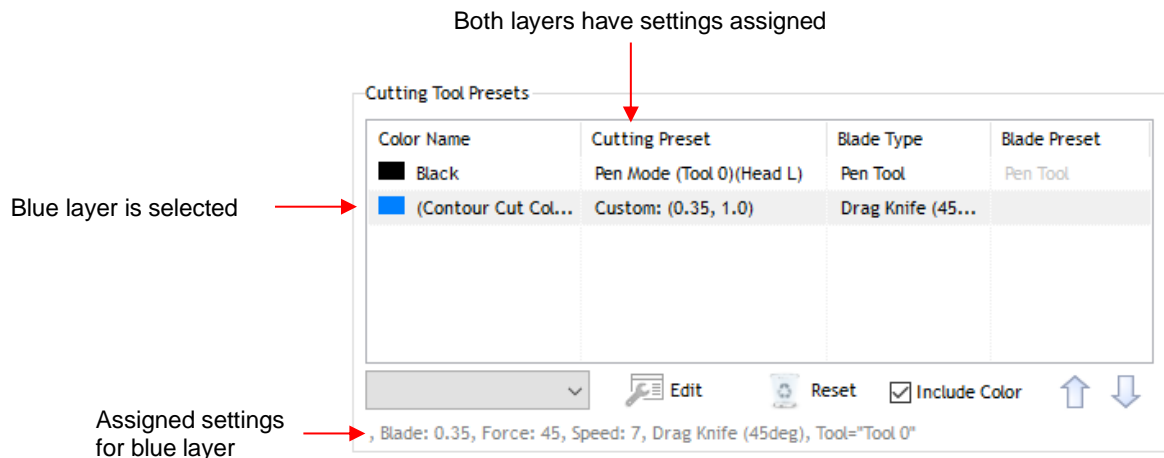 Both layers have settings assigned
Cutting Tool Presets
Color Name Cutting Preset Blade Type Blade Preset
Black Pen Mode (Tool 0)(Head L) Pen Tool Pen Tool
Blue layer is selected (Contour Cut Col... Custom: (0.35, 1.0) Drag Knife (45...
Edit Reset Include Color
Assigned settings
for blue layer
, Blade: 0.35, Force: 45, Speed: 7, Drag Knife (45deg), Tool="Tool 0"